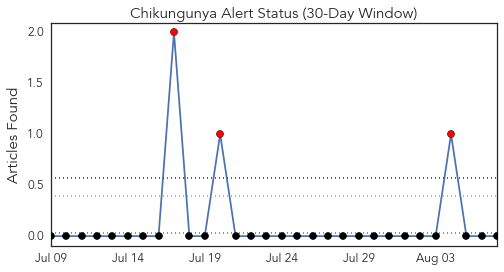 Chikungunya Alert Status (30-Day Window)
Articles Found
2.0
1.5
1.0
0.5
0.0
Jul 09
Jul 14
Jul 19
Jul 24
Jul 29
Aug 03